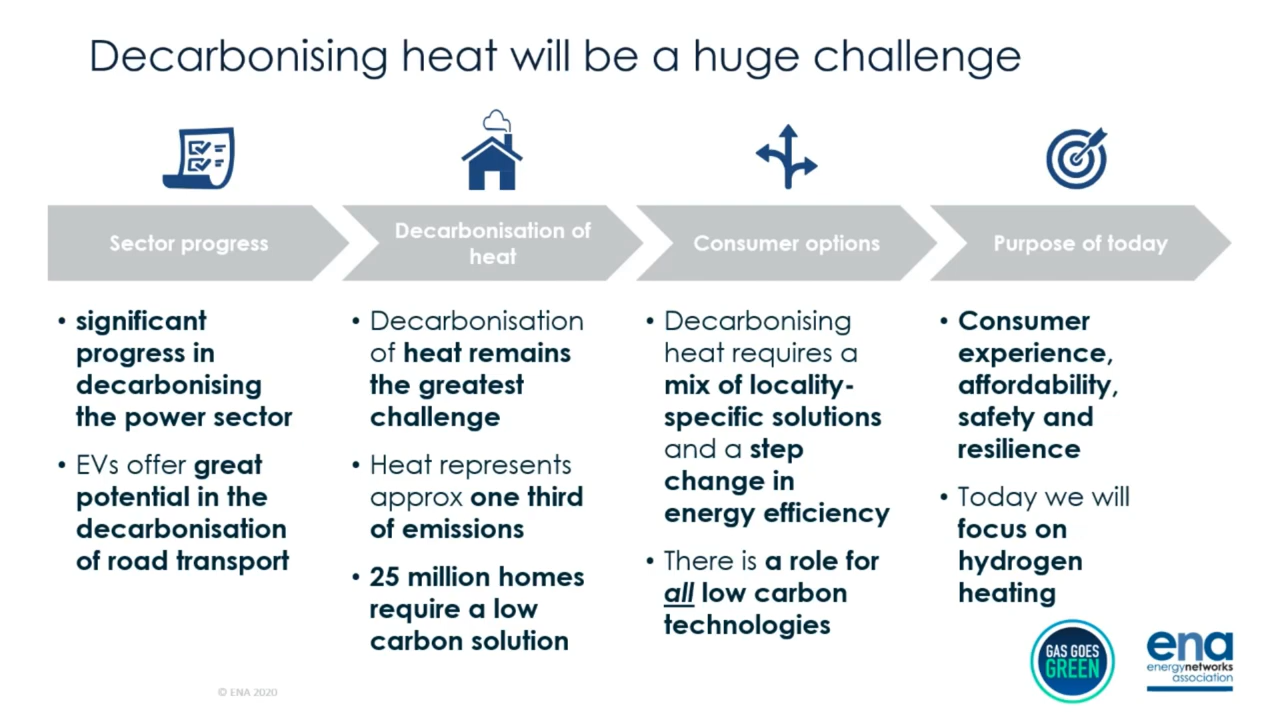 Decarbonising heat will be a huge challenge
Sector progress
• significant
progress in
decarbonising
the power sector
• EVs offer great
potential in the
decarbonisation
of road transport
Decarbonisation of
heat
• Decarbonisation
of heat remains
the greatest
challenge
• Heat represents
approx one third
of emissions
• 25 million homes
require a low
carbon solution
Consumer options
• Decarbonising
heat requires a
mix of locality-
specific solutions
and a step
change in
energy efficiency
• There is a role for
all low carbon
technologies
Purpose of today
• Consumer
experience,
affordability,
safety and
resilience
• Today we will
focus on
hydrogen
heating
GAS GOES
GREEN
ena
energynetworks
association
© ENA 2020